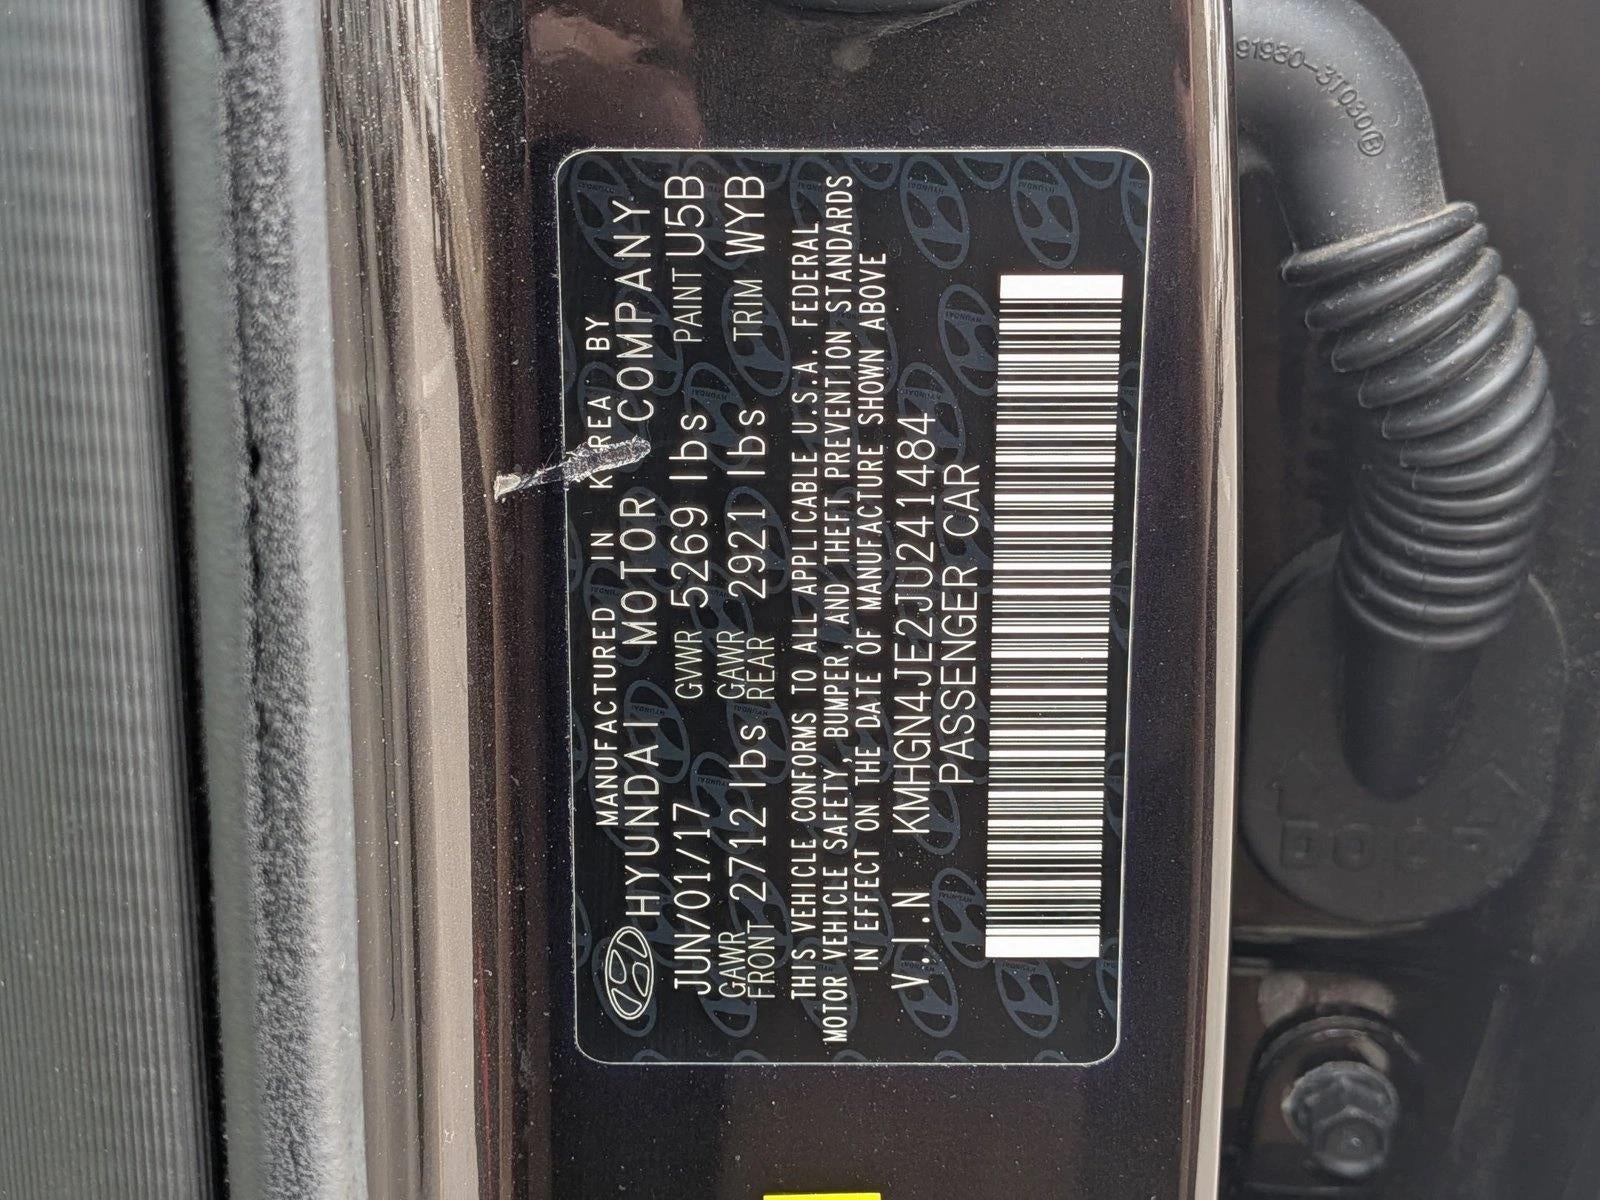 MANUFACTURED IN KOREA BY
HYUNDAI MOTOR COMPANY
JUN/01/17 GVWR 5269 lbs PAINT U5B
GAWR FRONT 2712 lbs GAWR REAR 2921 lbs TRIM WYB
THIS VEHICLE CONFORMS TO ALL APPLICABLE U.S.A. FEDERAL
MOTOR VEHICLE SAFETY, BUMPER, AND THEFT PREVENTION STANDARDS
IN EFFECT ON THE DATE OF MANUFACTURE SHOWN ABOVE
V.I.N KMHGN4JE2JU241484
PASSENGER CAR
91980-3T030
DOOR